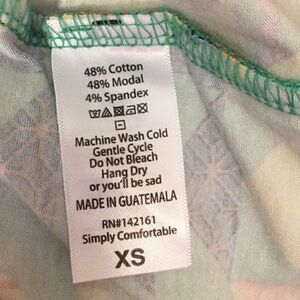 48% Cotton
48% Modal
4% Spandex
Machine Wash Cold
Gentle Cycle
Do Not Bleach
Hang Dry
or you'll be sad
MADE IN GUATEMALA
RN#142161
Simply Comfortable
XS